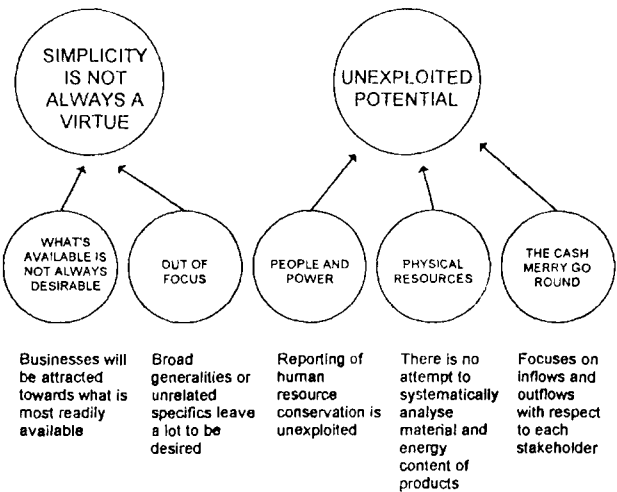 SIMPLICITY
IS NOT
ALWAYS A
VIRTUE
UNEXPLOITED
POTENTIAL
WHAT'S
AVAILABLE IS
NOT ALWAYS
DESIRABLE
OUT OF
FOCUS
PEOPLE AND
POWER
PHYSICAL
RESOURCES
THE CASH
MERRY GO
ROUND
Businesses will
be attracted
towards what is
most readily
available
Broad
generalities or
unrelated
specifics leave
a lot to be
desired
Reporting of
human
resource
conservation is
unexploited
There is no
attempt to
systematically
analyse
material and
energy
content of
products
Focuses on
inflows and
outflows
with respect
to each
stakeholder